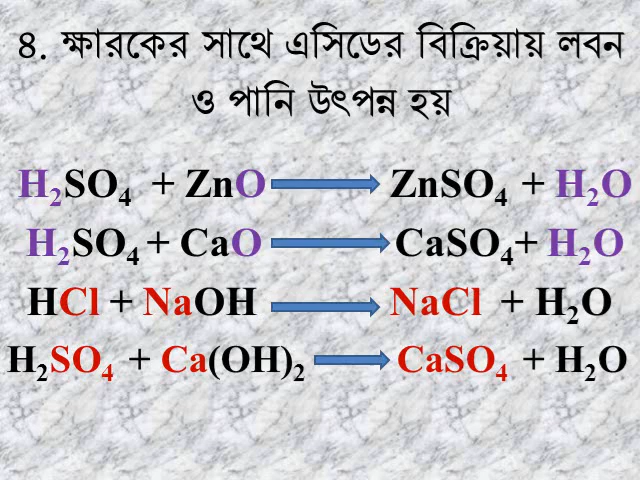 ৪. ক্ষারকের সাথে এসিডের বিক্রিয়ায় লবন
ও পানি উৎপন্ন হয়
H₂SO₄ + ZnO ⟶ ZnSO₄ + H₂O
H₂SO₄ + CaO ⟶ CaSO₄+ H₂O
HCl + NaOH ⟶ NaCl + H₂O
H₂SO₄ + Ca(OH)₂ ⟶ CaSO₄ + H₂O